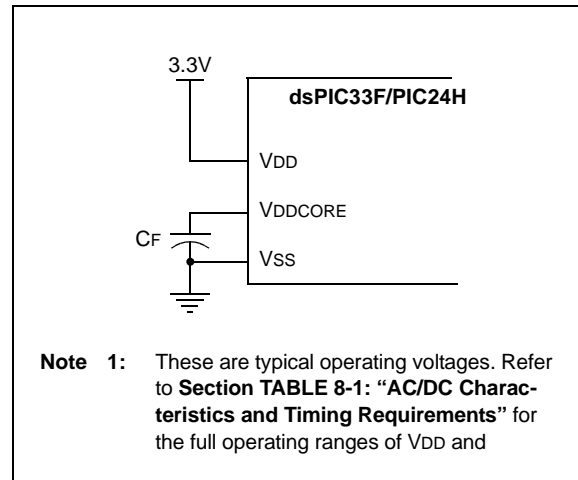 3.3V
dsPIC33F/PIC24H
VDD
VDDCORE
CF
VSS
Note 1: These are typical operating voltages. Refer
to Section TABLE 8-1: “AC/DC Charac-
teristics and Timing Requirements” for
the full operating ranges of VDD and